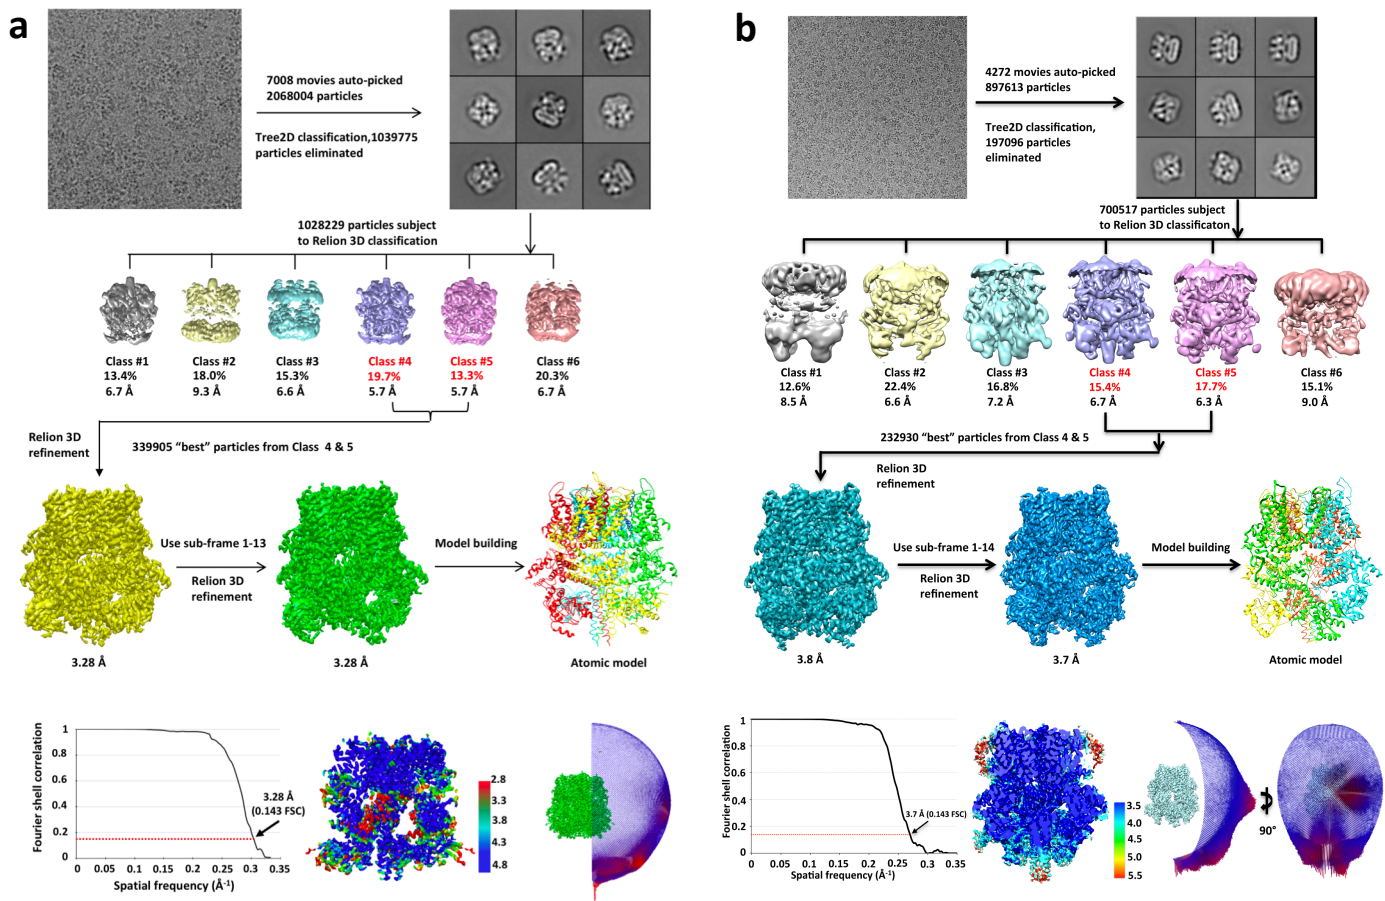 a
7008 movies auto-picked
2068004 particles
Tree2D classification,1039775
particles eliminated
1028229 particles subject
to Relion 3D classification
Class #1
13.4%
6.7 Å
Class #2
18.0%
9.3 Å
Class #3
15.3%
6.6 Å
Class #4
19.7%
5.7 Å
Class #5
13.3%
5.7 Å
Class #6
20.3%
6.7 Å
Relion 3D
refinement
339905 “best” particles from Class 4 & 5
Use sub-frame 1-13
Relion 3D
refinement
Model building
3.28 Å
3.28 Å
Atomic model
Fourier shell correlation
1
0.8
0.6
0.4
0.2
0
0 0.05 0.1 0.15 0.2 0.25 0.3 0.35
Spatial frequency (Å-1)
3.28 Å
(0.143 FSC)
2.8
3.3
3.8
4.3
4.8
b
4272 movies auto-picked
897613 particles
Tree2D classification,
197096 particles
eliminated
700517 particles subject
to Relion 3D classificaton
Class #1
12.6%
8.5 Å
Class #2
22.4%
6.6 Å
Class #3
16.8%
7.2 Å
Class #4
15.4%
6.7 Å
Class #5
17.7%
6.3 Å
Class #6
15.1%
9.0 Å
232930 “best” particles from Class 4 & 5
Relion 3D
refinement
Use sub-frame 1-14
Relion 3D
refinement
Model building
3.8 Å
3.7 Å
Atomic model
Fourier shell correlation
1
0.8
0.6
0.4
0.2
0
0 0.05 0.1 0.15 0.2 0.25 0.3 0.35
Spatial frequency (Å-1)
3.7 Å (0.143 FSC)
3.5
4.0
4.5
5.0
5.5
90°